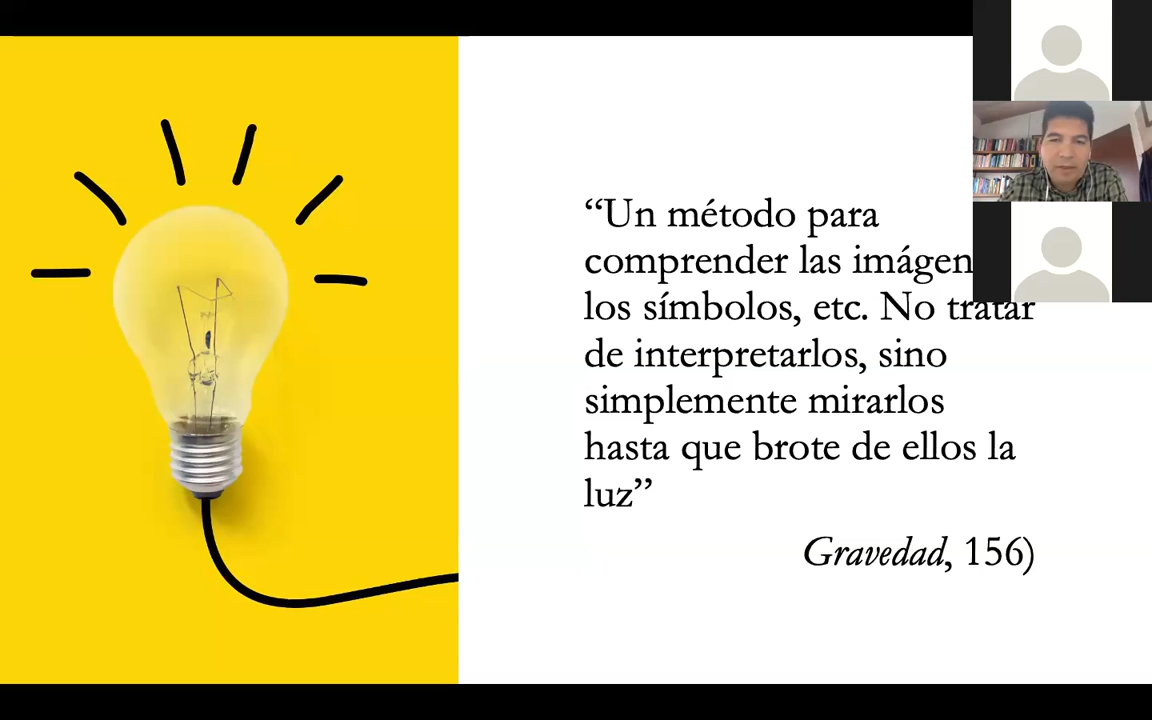 “Un método para
comprender las imágen
los símbolos, etc. No tratar
de interpretarlos, sino
simplemente mirarlos
hasta que brote de ellos la
luz”
Gravedad, 156)